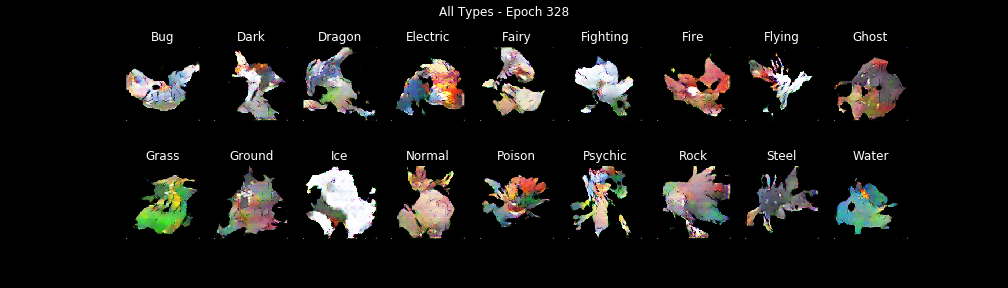 All Types - Epoch 328
Bug Dark Dragon Electric Fairy Fighting Fire Flying Ghost
Grass Ground Ice Normal Poison Psychic Rock Steel Water